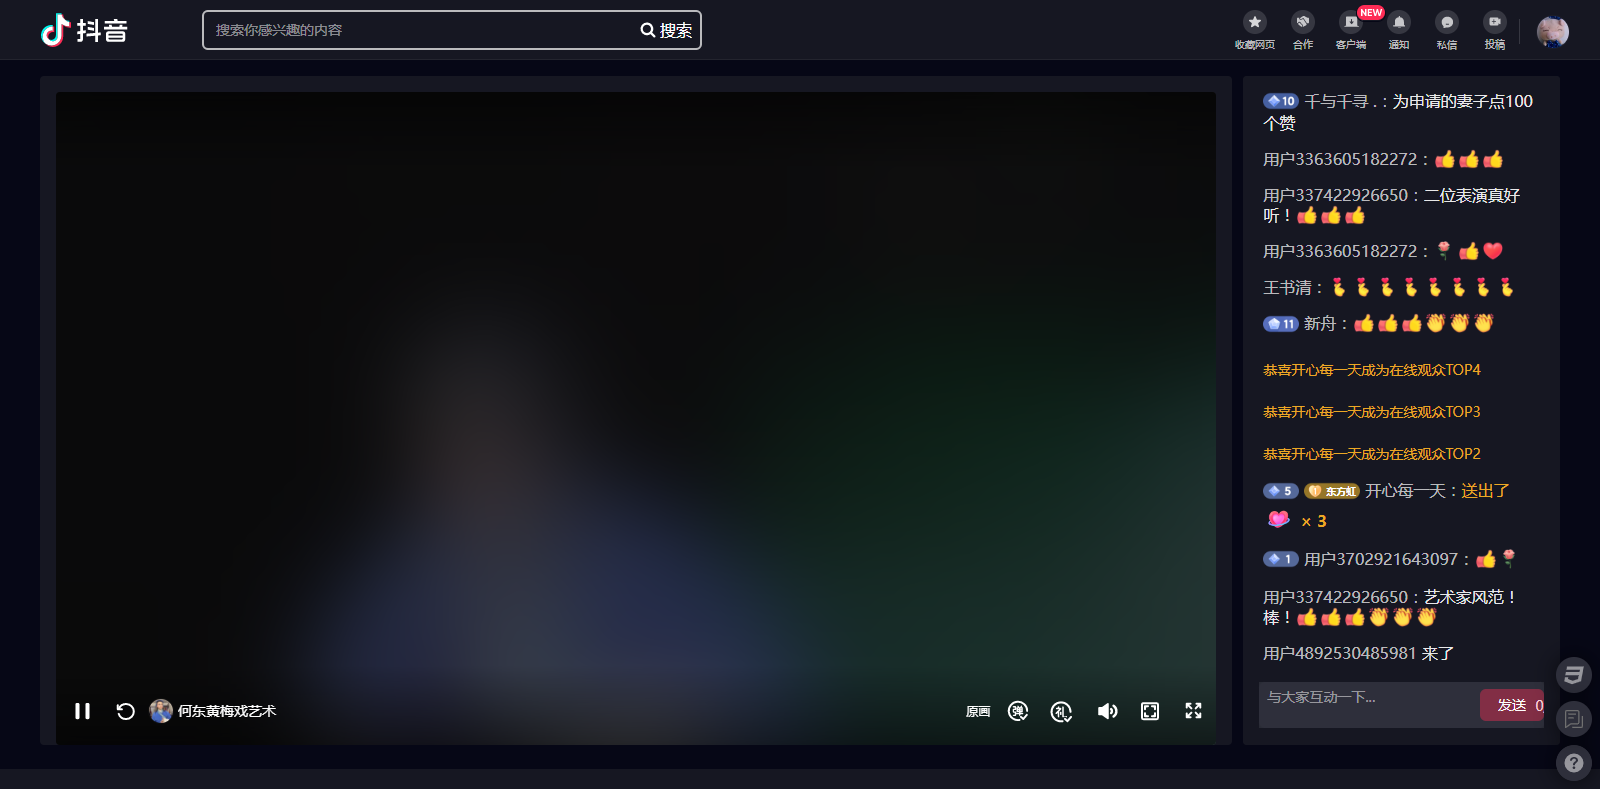 抖音
搜索你感兴趣的内容
搜索
收藏网页
合作
客户端
NEW
通知
私信
投稿
10 千与千寻 .：为申请的妻子点100
个赞
用户3363605182272：👍👍👍
用户337422926650：二位表演真好
听！👍👍👍
用户3363605182272：🌹👍❤️
王书清：
11 新舟：👍👍👍👏👏👏
恭喜开心每一天成为在线观众TOP4
恭喜开心每一天成为在线观众TOP3
恭喜开心每一天成为在线观众TOP2
5 东方虹 开心每一天：送出了
× 3
1 用户3702921643097：👍🌹
用户337422926650：艺术家风范！
棒！👍👍👍👏👏👏
用户4892530485981 来了
与大家互动一下...
发送 0
何东黄梅戏艺术
原画
弹
礼